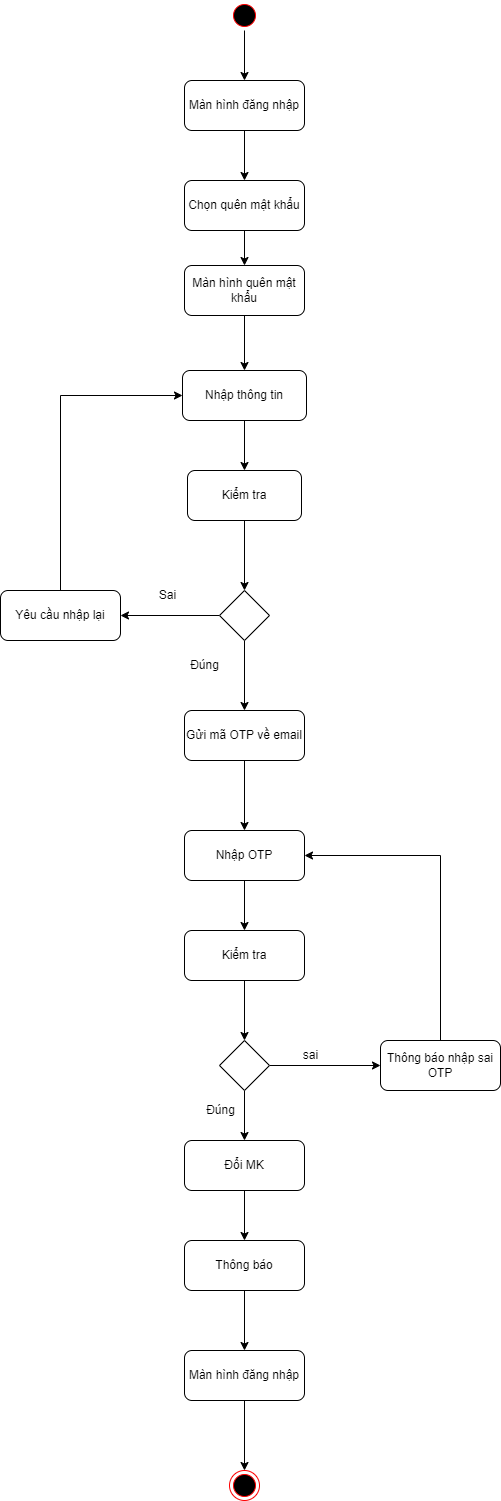 Màn hình đăng nhập
Chọn quên mật khẩu
Màn hình quên mật
khẩu
Nhập thông tin
Kiểm tra
Sai
Yêu cầu nhập lại
Đúng
Gửi mã OTP về email
Nhập OTP
Kiểm tra
sai
Thông báo nhập sai
OTP
Đúng
Đổi MK
Thông báo
Màn hình đăng nhập